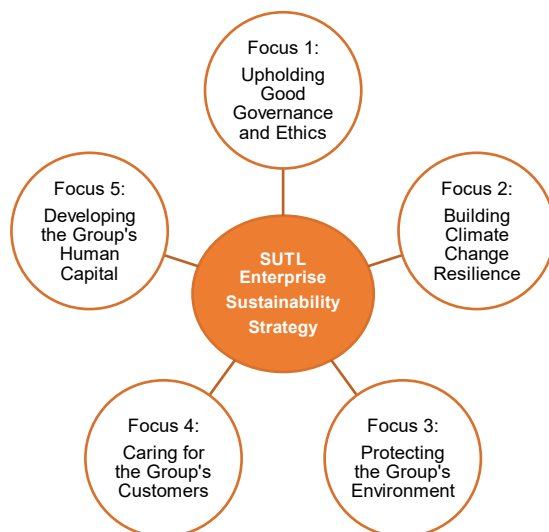 Focus 1:
Upholding
Good
Governance
and Ethics
Focus 5:
Developing
the Group's
Human
Capital
Focus 2:
Building
Climate
Change
Resilience
SUTL
Enterprise
Sustainability
Strategy
Focus 4:
Caring for
the Group's
Customers
Focus 3:
Protecting
the Group's
Environment